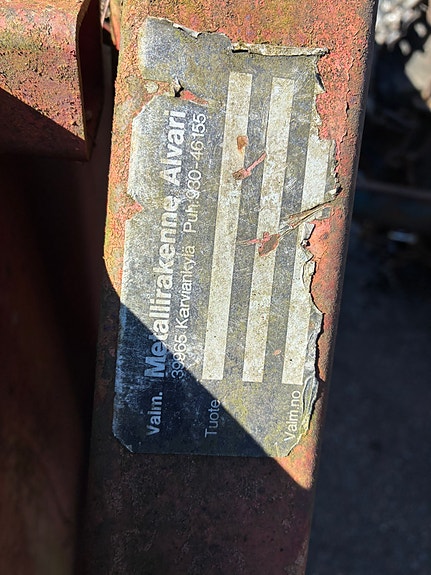 Valm. Metallirakenne Alvari
39965 Karviankylä Puh. 930-46155
Tuote
Valm.no